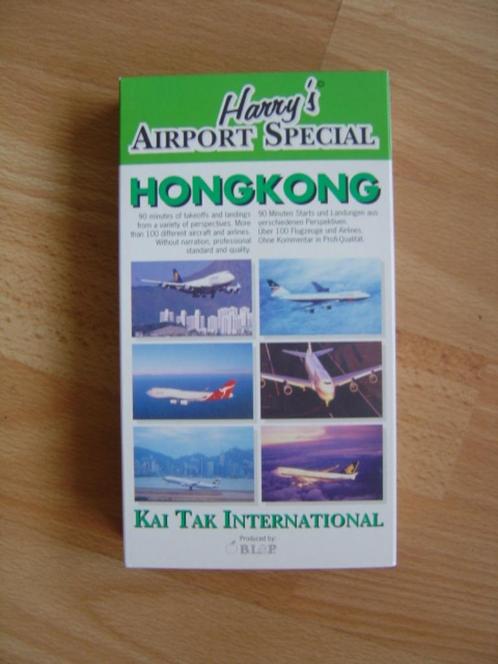 Harry's
AIRPORT SPECIAL
HONGKONG
90 minutes of takeoffs and landings
from a variety of perspectives. More
than 100 different aircraft and airlines.
Without narration, professional
standard and quality.
90 Minuten Starts und Landungen aus
verschiedenen Perspektiven.
Über 100 Flugzeuge und Airlines.
Ohne Kommentar in Profi-Qualität.
KAI TAK INTERNATIONAL
Produced by: